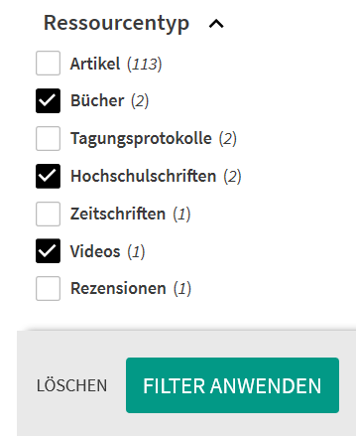 Ressourcentyp
Artikel (113)
Bücher (2)
Tagungsprotokolle (2)
Hochschulschriften (2)
Zeitschriften (1)
Videos (1)
Rezensionen (1)
LÖSCHEN FILTER ANWENDEN